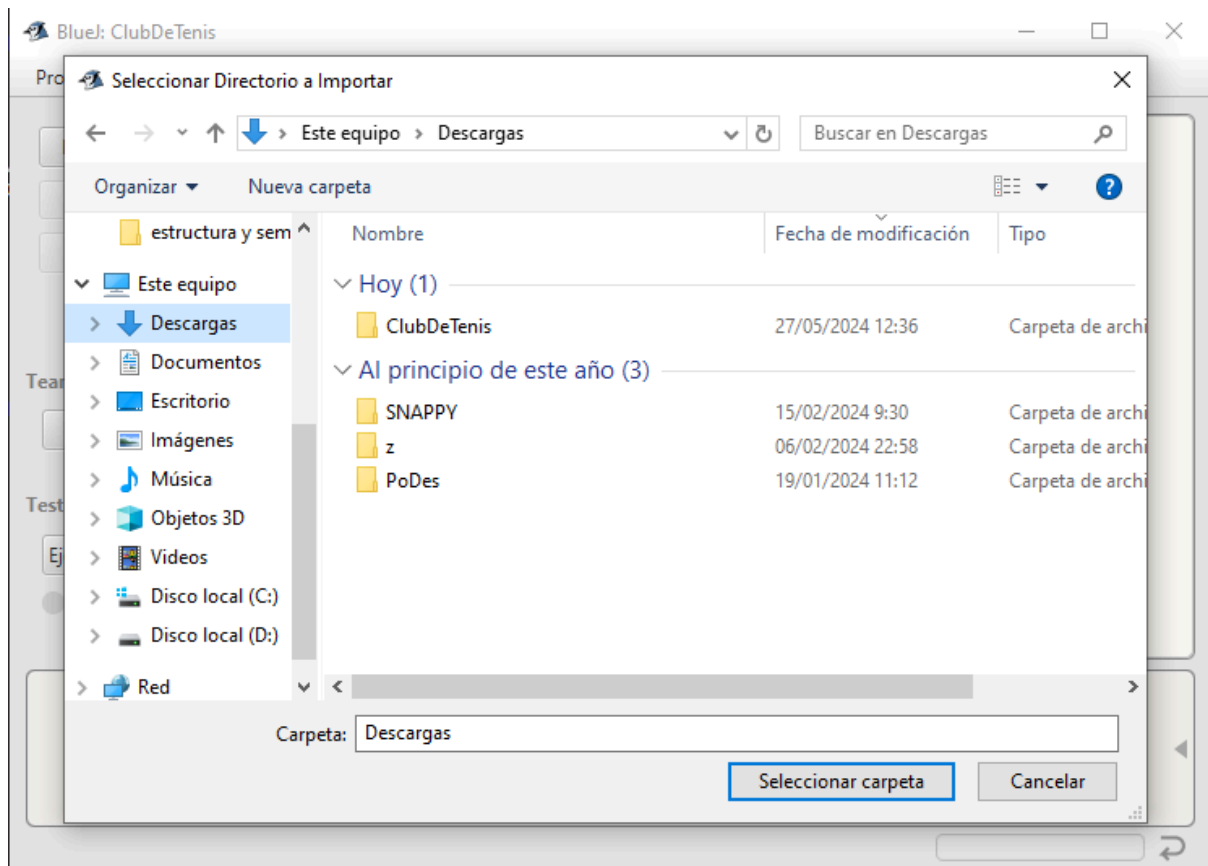 BlueJ: ClubDeTenis
Pro
Seleccionar Directorio a Importar
Este equipo > Descargas
Buscar en Descargas
Organizar
Nueva carpeta
?
estructura y sem
Este equipo
Descargas
Documentos
Escritorio
Imágenes
Música
Objetos 3D
Videos
Disco local (C:)
Disco local (D:)
Red
Nombre Fecha de modificación Tipo
Hoy (1)
ClubDeTenis 27/05/2024 12:36 Carpeta de archi
Al principio de este año (3)
SNAPPY 15/02/2024 9:30 Carpeta de archi
z 06/02/2024 22:58 Carpeta de archi
PoDes 19/01/2024 11:12 Carpeta de archi
Tear
Test
Ej
Carpeta: Descargas
Seleccionar carpeta
Cancelar